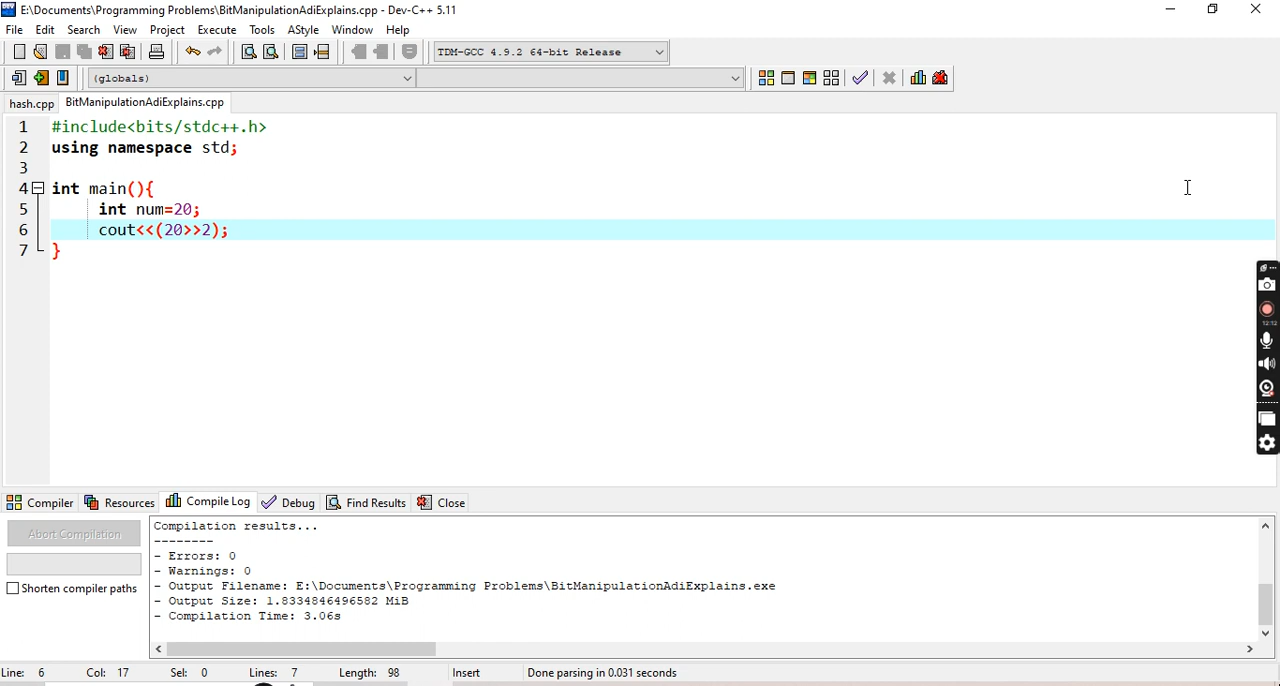 E:\Documents\Programming Problems\BitManipulationAdiExplains.cpp - Dev-C++ 5.11
File Edit Search View Project Execute Tools AStyle Window Help
TDM-GCC 4.9.2 64-bit Release
(globals)
hash.cpp BitManipulationAdiExplains.cpp
1 #include<bits/stdc++.h>
2 using namespace std;
3
4 int main(){
5 int num=20;
6 cout<<(20>>2);
7 }
12:12
Compiler Resources Compile Log Debug Find Results Close
Abort Compilation
Shorten compiler paths
Compilation results...
--------
- Errors: 0
- Warnings: 0
- Output Filename: E:\Documents\Programming Problems\BitManipulationAdiExplains.exe
- Output Size: 1.8334846496582 MiB
- Compilation Time: 3.06s
Line: 6 Col: 17 Sel: 0 Lines: 7 Length: 98 Insert Done parsing in 0.031 seconds